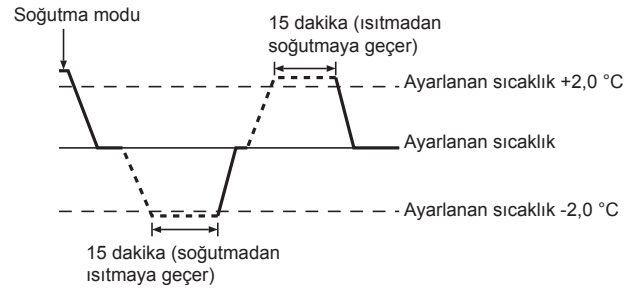 Soğutma modu
15 dakika (ısıtmadan
soğutmaya geçer)
Ayarlanan sıcaklık +2,0 °C
Ayarlanan sıcaklık
Ayarlanan sıcaklık -2,0 °C
15 dakika (soğutmadan
ısıtmaya geçer)